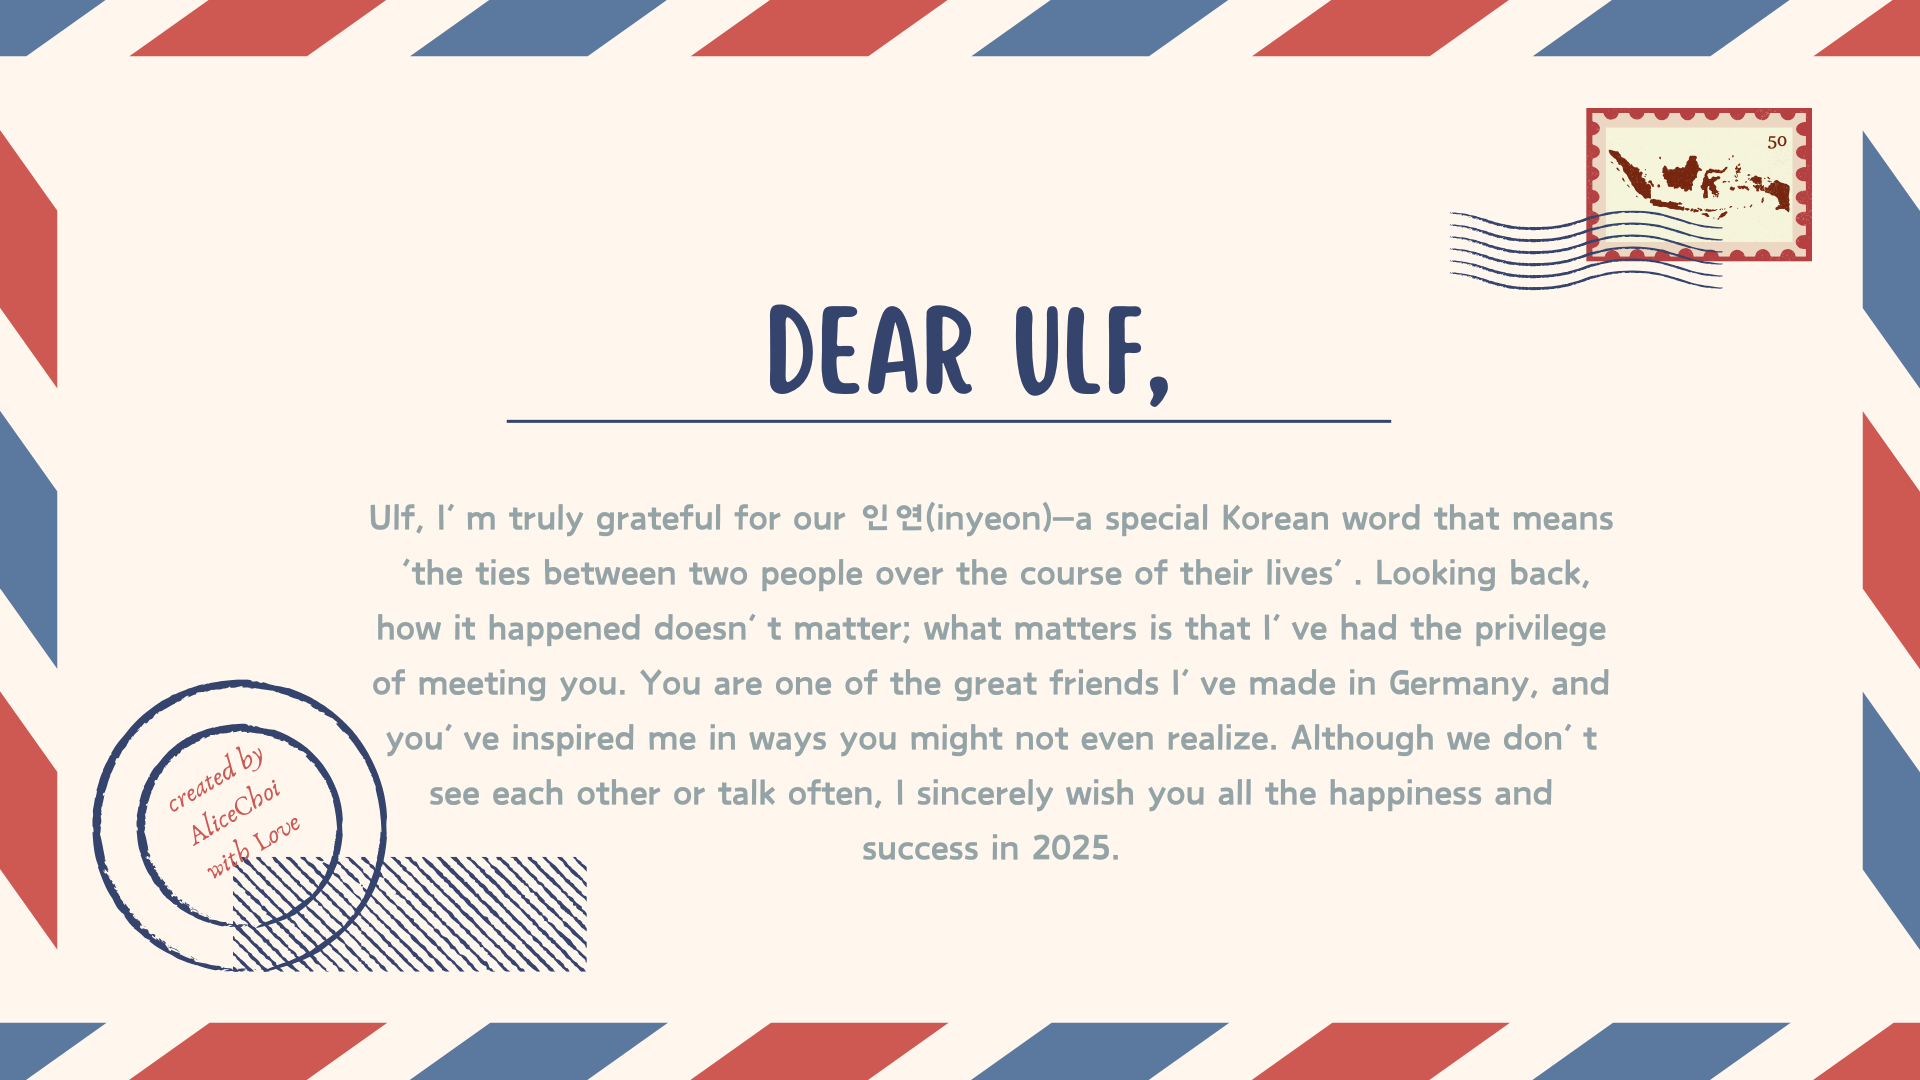 50
DEAR ULF,
Ulf, I’m truly grateful for our 인연(inyeon)—a special Korean word that means
‘the ties between two people over the course of their lives’. Looking back,
how it happened doesn’t matter; what matters is that I’ve had the privilege
of meeting you. You are one of the great friends I’ve made in Germany, and
you’ve inspired me in ways you might not even realize. Although we don’t
see each other or talk often, I sincerely wish you all the happiness and
success in 2025.
created by
AliceChoi
with Love